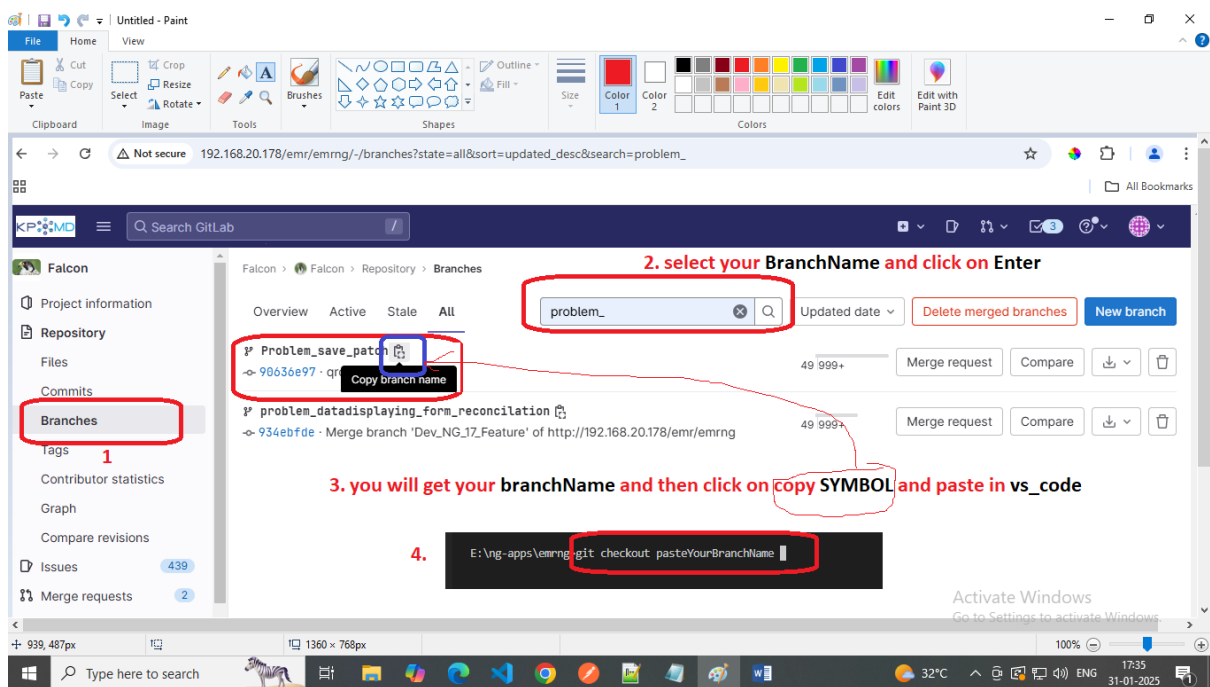 Untitled - Paint
File Home View
Paste
Cut
Copy
Clipboard
Select
Crop
Resize
Rotate
Image
A
Tools
Brushes
Shapes
Outline
Fill
Size
Color 1
Color 2
Colors
Edit colors
Edit with Paint 3D
Not secure 192.168.20.178/emr/emrng/-/branches?state=all&sort=updated_desc&search=problem_
All Bookmarks
KP MD
Search GitLab /
3
2. select your BranchName and click on Enter
Falcon
Project information
Repository
Files
Commits
Branches
1
Tags
Contributor statistics
Graph
Compare revisions
Issues 439
Merge requests 2
Falcon > Falcon > Repository > Branches
Overview Active Stale All
problem_
Updated date
Delete merged branches
New branch
Problem_save_patch
90636e97
Copy branch name
49 999+
Merge request Compare
problem_datadisplaying_form_reconcilation
934ebfde · Merge branch 'Dev_NG_17_Feature' of http://192.168.20.178/emr/emrng
49 999+
Merge request Compare
3. you will get your branchName and then click on copy SYMBOL and paste in vs_code
4.
E:\ng-apps\emrng>git checkout pasteYourBranchName
Activate Windows
Go to Settings to activate Windows.
939, 487px 1360 × 768px 100%
Type here to search
32°C ENG 17:35
31-01-2025
1